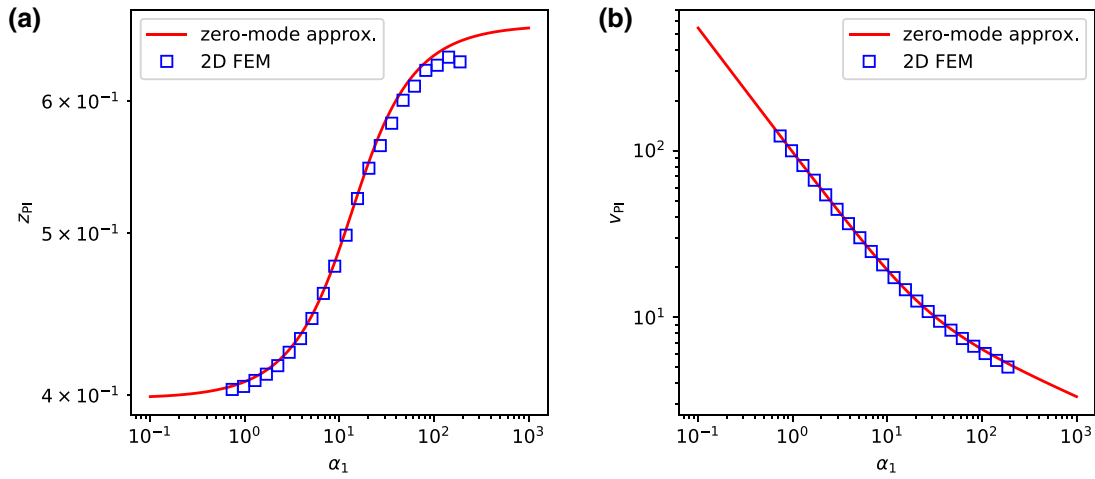 (a)
zero-mode approx.
2D FEM
6 × 10⁻¹
5 × 10⁻¹
4 × 10⁻¹
z_PI
10⁻¹ 10⁰ 10¹ 10² 10³
α₁
(b)
zero-mode approx.
2D FEM
10²
10¹
v_PI
10⁻¹ 10⁰ 10¹ 10² 10³
α₁